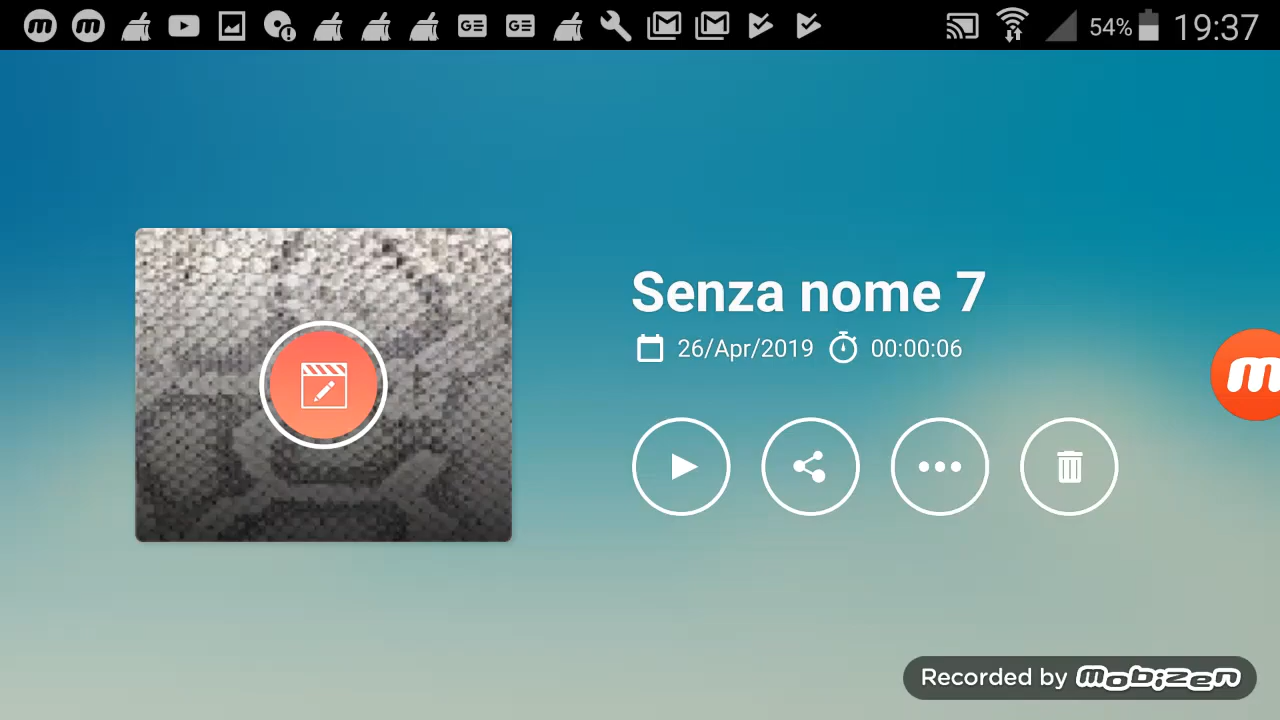 54% 19:37
Senza nome 7
26/Apr/2019 00:00:06
m
Recorded by mobizen